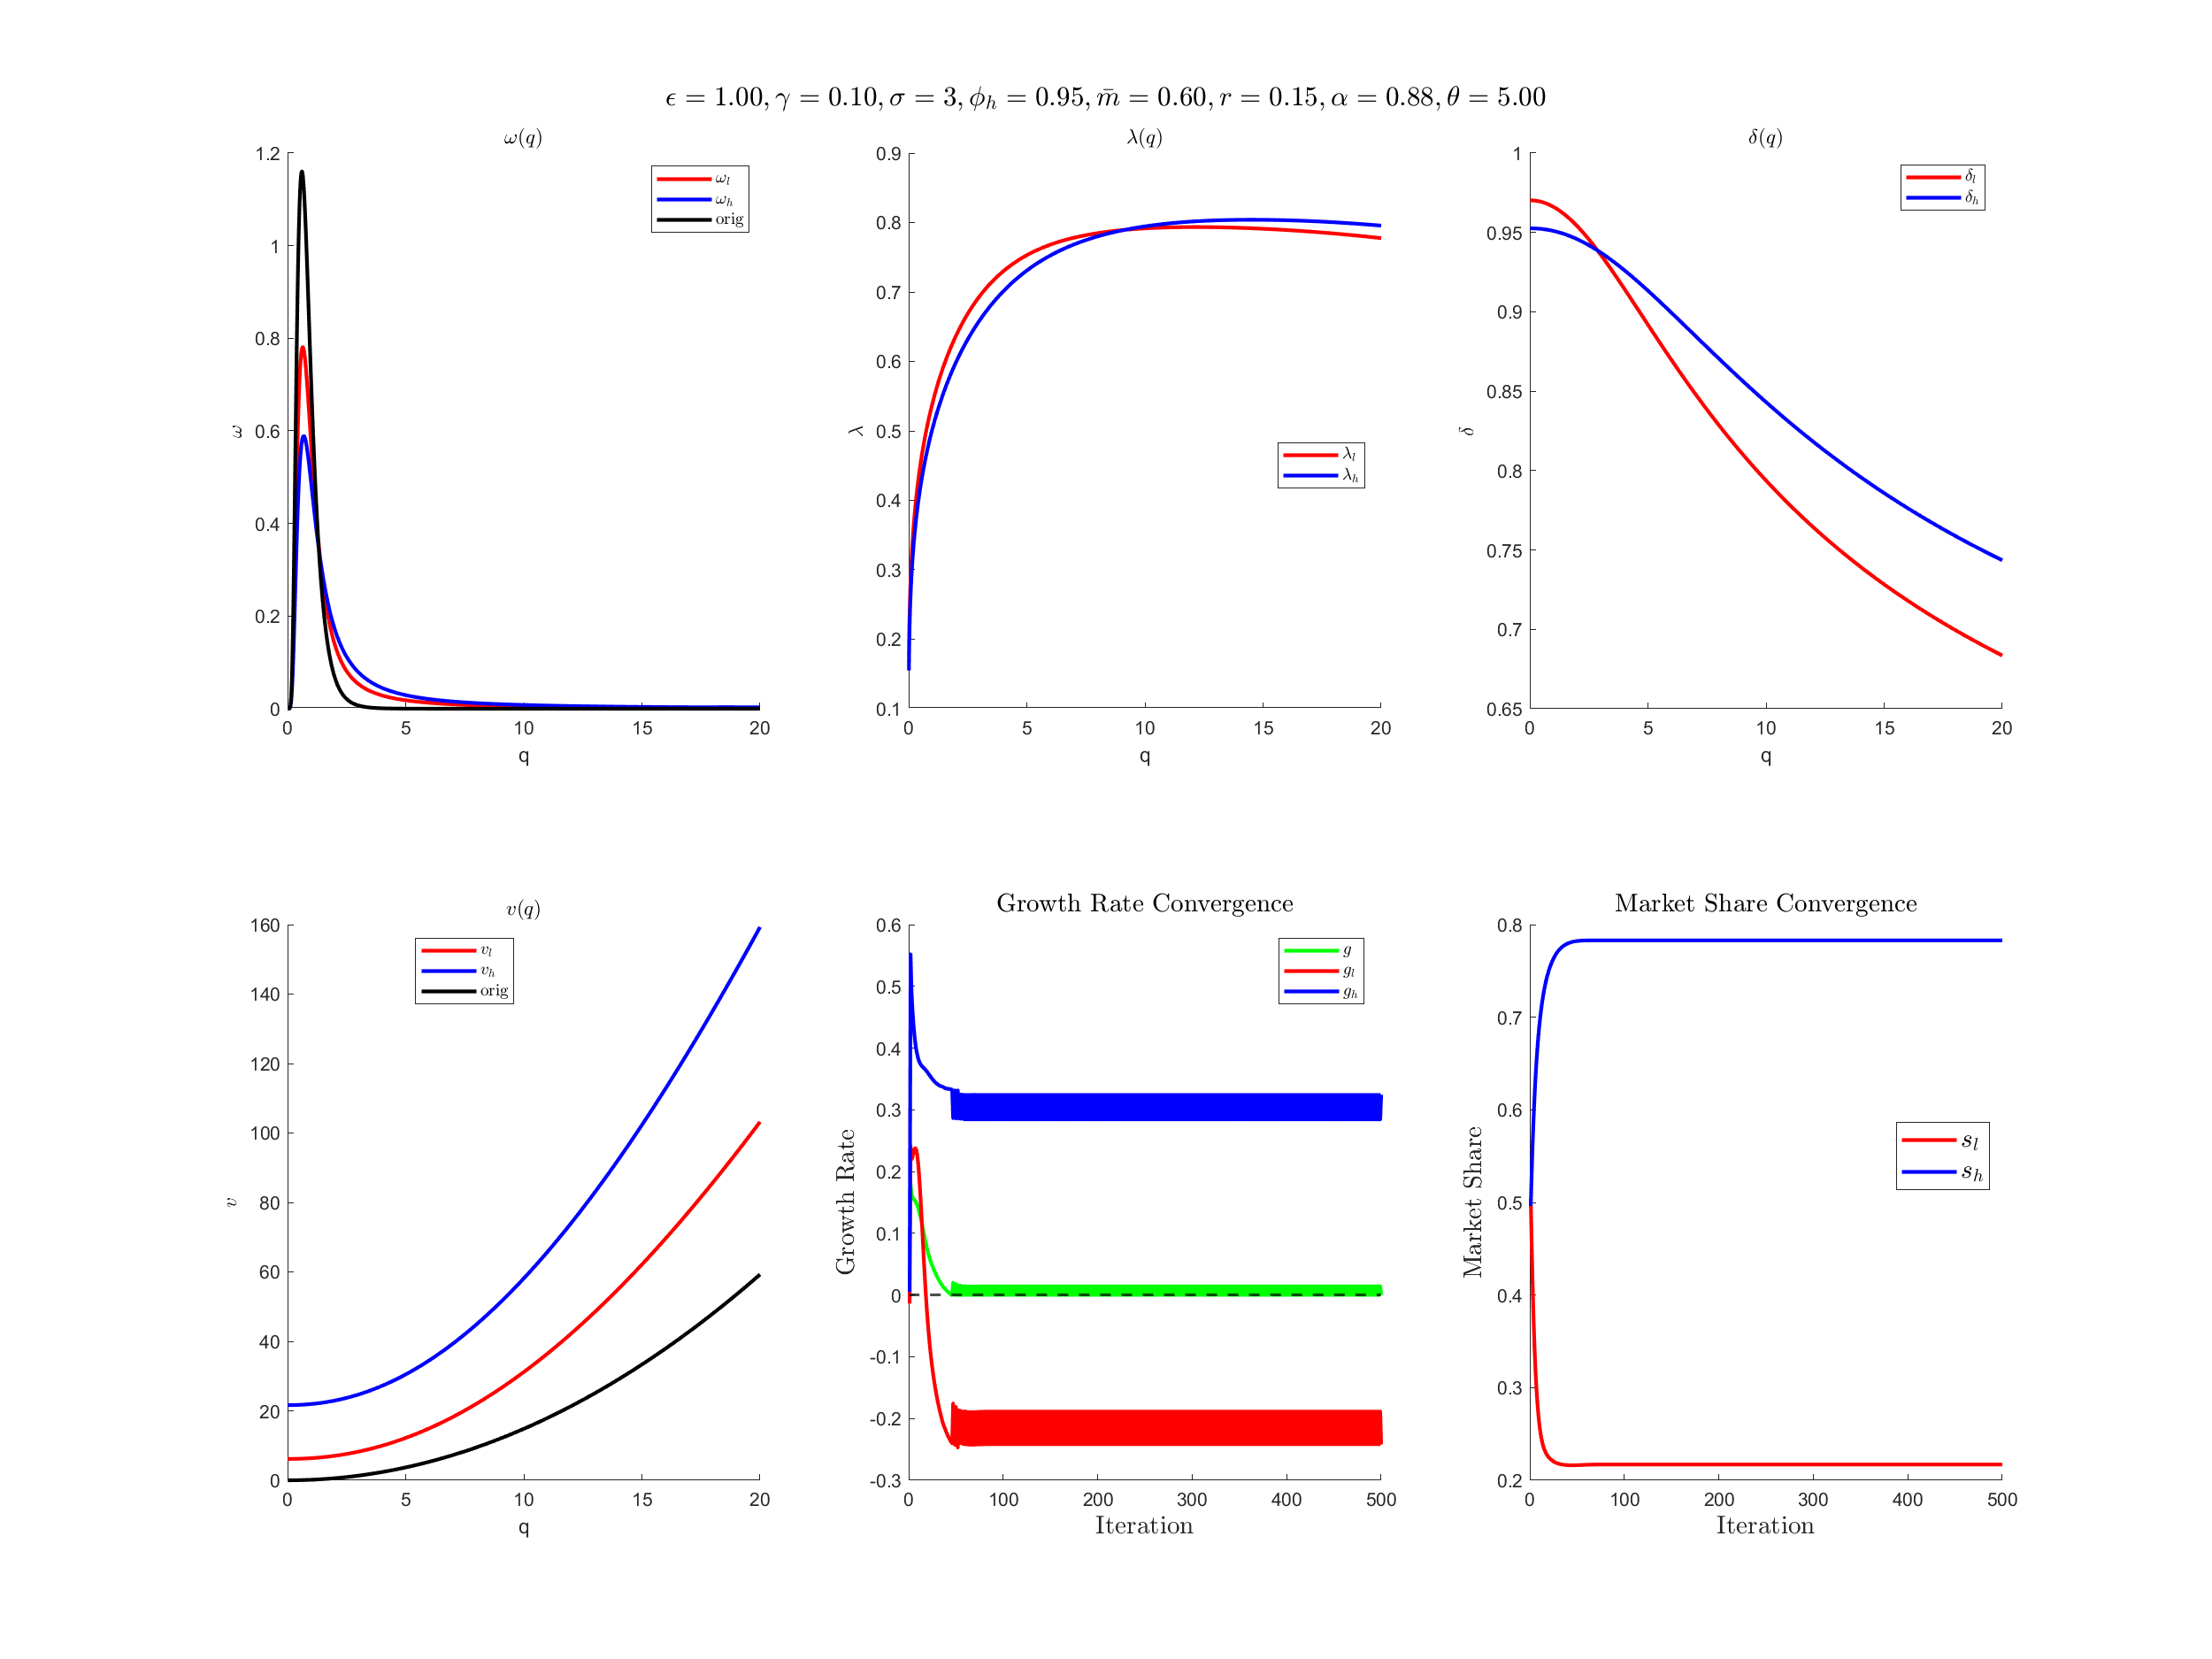 ϵ = 1.00, γ = 0.10, σ = 3, ϕ_h = 0.95, m̄ = 0.60, r = 0.15, α = 0.88, θ = 5.00
ω(q)
ω
1.2
1
0.8
0.6
0.4
0.2
0
0 5 10 15 20
q
ω_l
ω_h
orig
λ(q)
λ
0.9
0.8
0.7
0.6
0.5
0.4
0.3
0.2
0.1
0 5 10 15 20
q
λ_l
λ_h
δ(q)
δ
1
0.95
0.9
0.85
0.8
0.75
0.7
0.65
0 5 10 15 20
q
δ_l
δ_h
v(q)
v
160
140
120
100
80
60
40
20
0
0 5 10 15 20
q
v_l
v_h
orig
Growth Rate Convergence
Growth Rate
0.6
0.5
0.4
0.3
0.2
0.1
0
-0.1
-0.2
-0.3
0 100 200 300 400 500
Iteration
g
g_l
g_h
Market Share Convergence
Market Share
0.8
0.7
0.6
0.5
0.4
0.3
0.2
0 100 200 300 400 500
Iteration
s_l
s_h